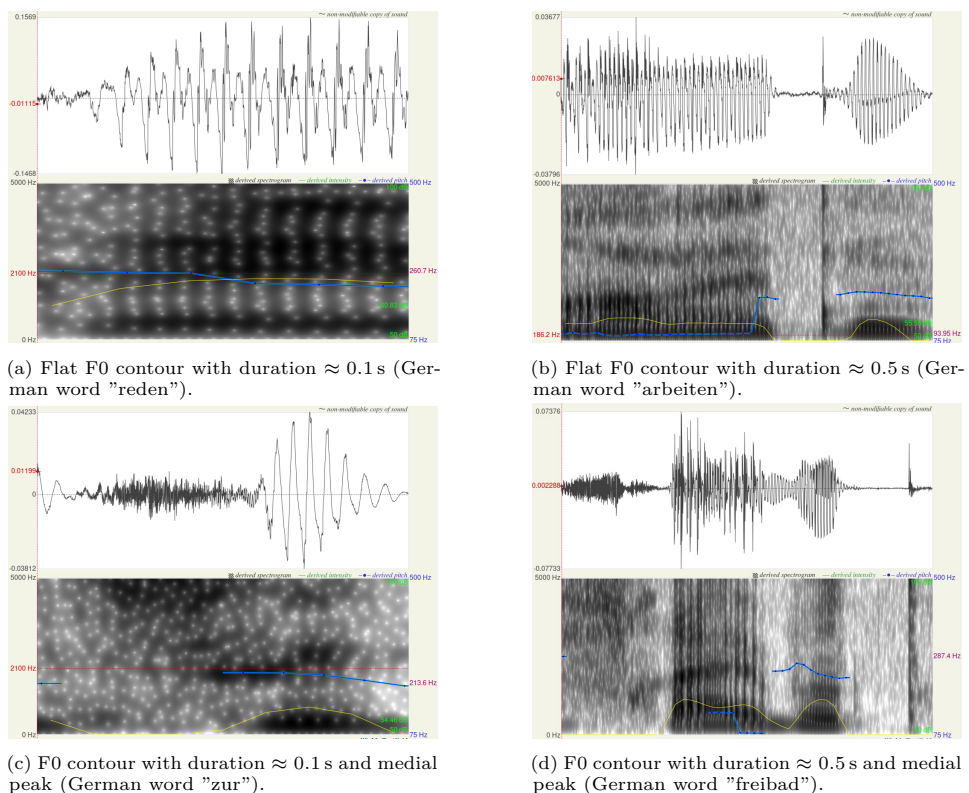 0.1569
~ non-modifiable copy of sound
-0.01115
0
-0.1468
5000 Hz
derived spectrogram — derived intensity derived pitch
500 Hz
2100 Hz
260.7 Hz
50 dB
0 Hz
75 Hz
(a) Flat F0 contour with duration ≈ 0.1 s (Ger-
man word ”reden”).
0.03677
~ non-modifiable copy of sound
0.007613
0
-0.03796
5000 Hz
derived spectrogram — derived intensity derived pitch
500 Hz
186.2 Hz
93.95 Hz
75 Hz
(b) Flat F0 contour with duration ≈ 0.5 s (Ger-
man word ”arbeiten”).
0.04233
~ non-modifiable copy of sound
0.01199
0
-0.03812
5000 Hz
derived spectrogram — derived intensity derived pitch
500 Hz
2100 Hz
213.6 Hz
0 Hz
75 Hz
(c) F0 contour with duration ≈ 0.1 s and medial
peak (German word ”zur”).
0.07376
~ non-modifiable copy of sound
0.002288
0
-0.07733
5000 Hz
derived spectrogram — derived intensity derived pitch
500 Hz
287.4 Hz
0 Hz
75 Hz
(d) F0 contour with duration ≈ 0.5 s and medial
peak (German word ”freibad”).